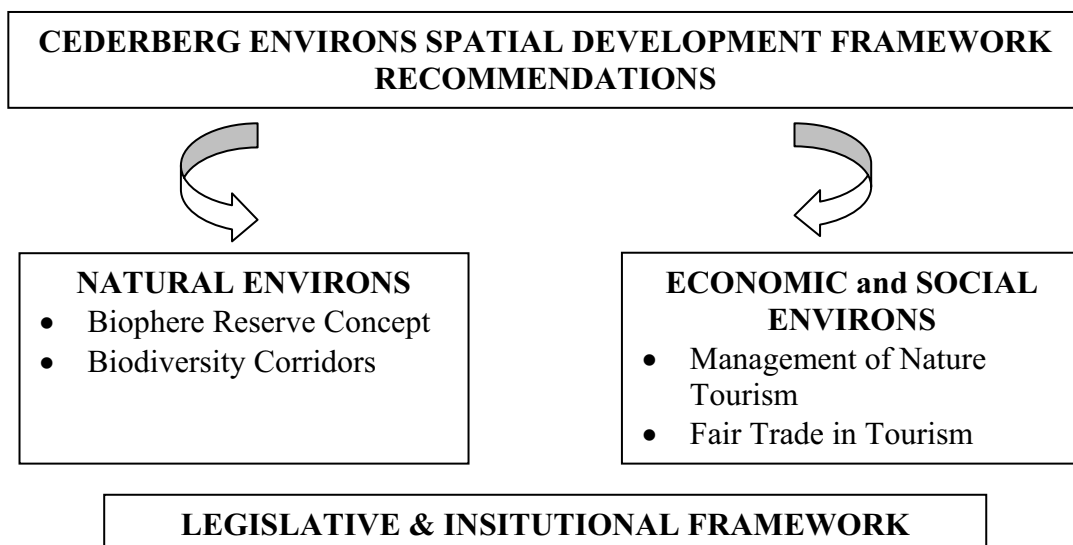 CEDERBERG ENVIRONS SPATIAL DEVELOPMENT FRAMEWORK
RECOMMENDATIONS
NATURAL ENVIRONS
• Biophere Reserve Concept
• Biodiversity Corridors
ECONOMIC and SOCIAL
ENVIRONS
• Management of Nature
Tourism
• Fair Trade in Tourism
LEGISLATIVE & INSITUTIONAL FRAMEWORK